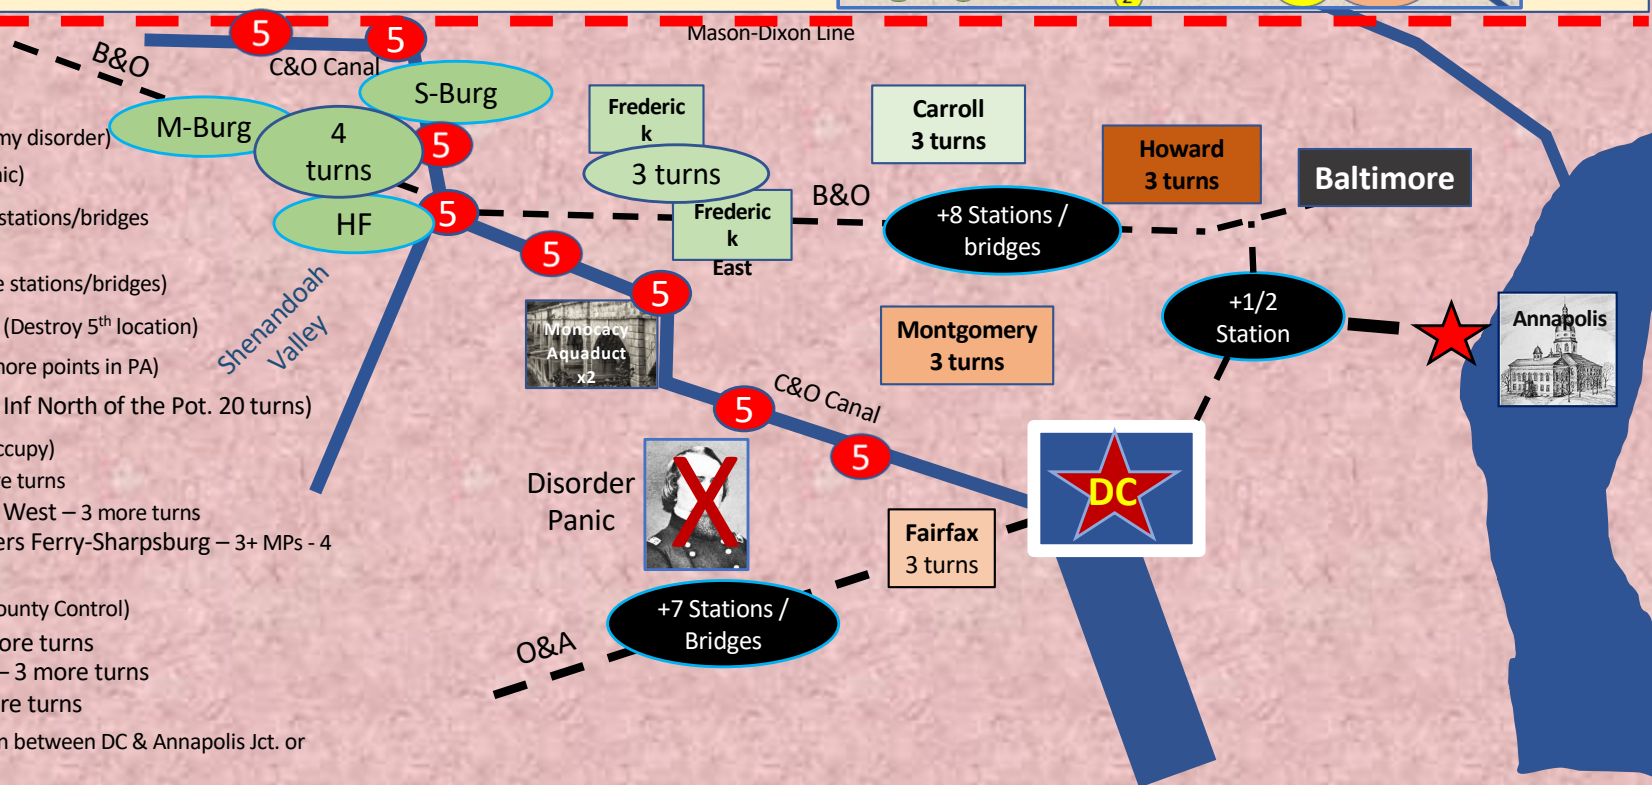 2
Mason-Dixon Line
5
5
B&O
C&O Canal
S-Burg
M-Burg
4
turns
5
HF
5
5
5
Frederic
k
3 turns
Frederic
k
East
Carroll
3 turns
Howard
3 turns
Baltimore
B&O
+8 Stations /
bridges
+1/2
Station
Annapolis
Montgomery
3 turns
Monocacy
Aquaduct
x2
Shenandoah
Valley
C&O Canal
5
5
DC
Disorder
Panic
X
Fairfax
3 turns
+7 Stations /
Bridges
O&A
my disorder)
nic)
stations/bridges
e stations/bridges)
(Destroy 5th location)
more points in PA)
Inf North of the Pot. 20 turns)
ccupy)
re turns
West – 3 more turns
ers Ferry-Sharpsburg – 3+ MPs - 4
ounty Control)
ore turns
– 3 more turns
re turns
n between DC & Annapolis Jct. or